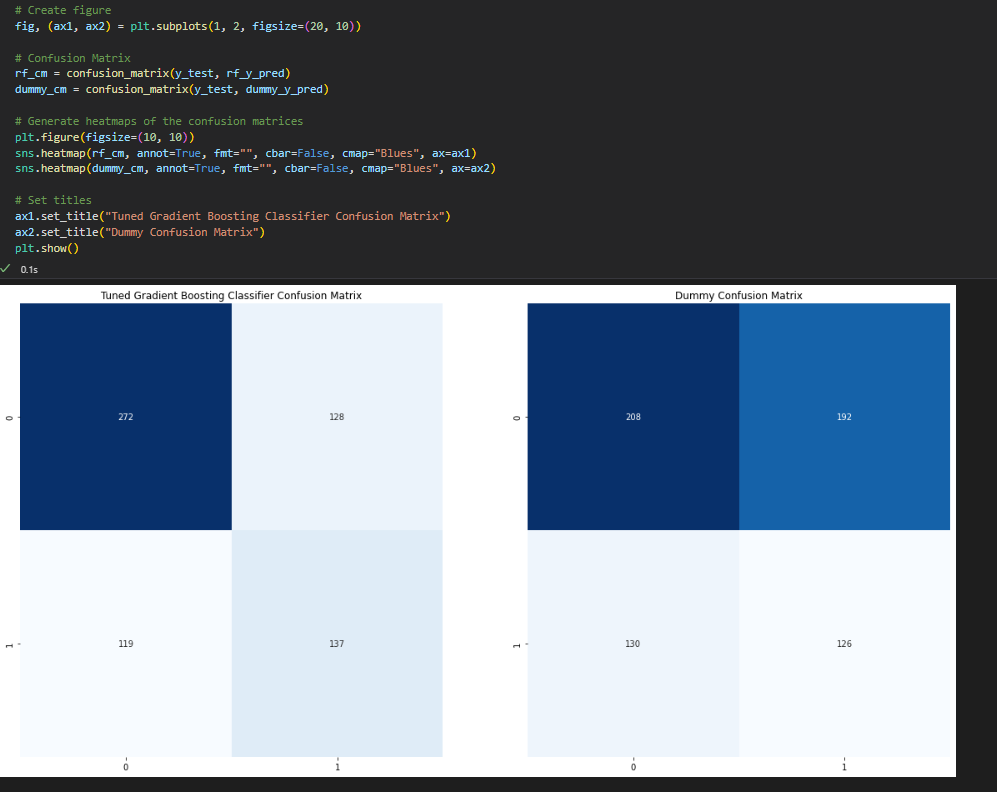 # Create figure
fig, (ax1, ax2) = plt.subplots(1, 2, figsize=(20, 10))
# Confusion Matrix
rf_cm = confusion_matrix(y_test, rf_y_pred)
dummy_cm = confusion_matrix(y_test, dummy_y_pred)
# Generate heatmaps of the confusion matrices
plt.figure(figsize=(10, 10))
sns.heatmap(rf_cm, annot=True, fmt="", cbar=False, cmap="Blues", ax=ax1)
sns.heatmap(dummy_cm, annot=True, fmt="", cbar=False, cmap="Blues", ax=ax2)
# Set titles
ax1.set_title("Tuned Gradient Boosting Classifier Confusion Matrix")
ax2.set_title("Dummy Confusion Matrix")
plt.show()
0.1s
Tuned Gradient Boosting Classifier Confusion Matrix
0
272
128
1
119
137
0
1
Dummy Confusion Matrix
0
208
192
1
130
126
0
1